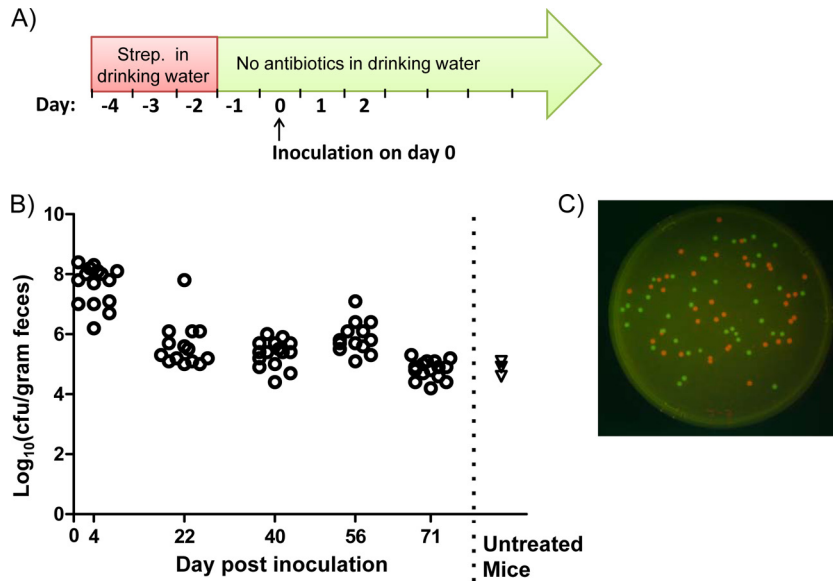 A)
Strep. in
drinking water
No antibiotics in drinking water
Day: -4 -3 -2 -1 0 1 2
Inoculation on day 0
B)
C)
10
8
6
4
2
0
Log10(cfu/gram feces)
0 4 22 40 56 71
Day post inoculation
Untreated
Mice